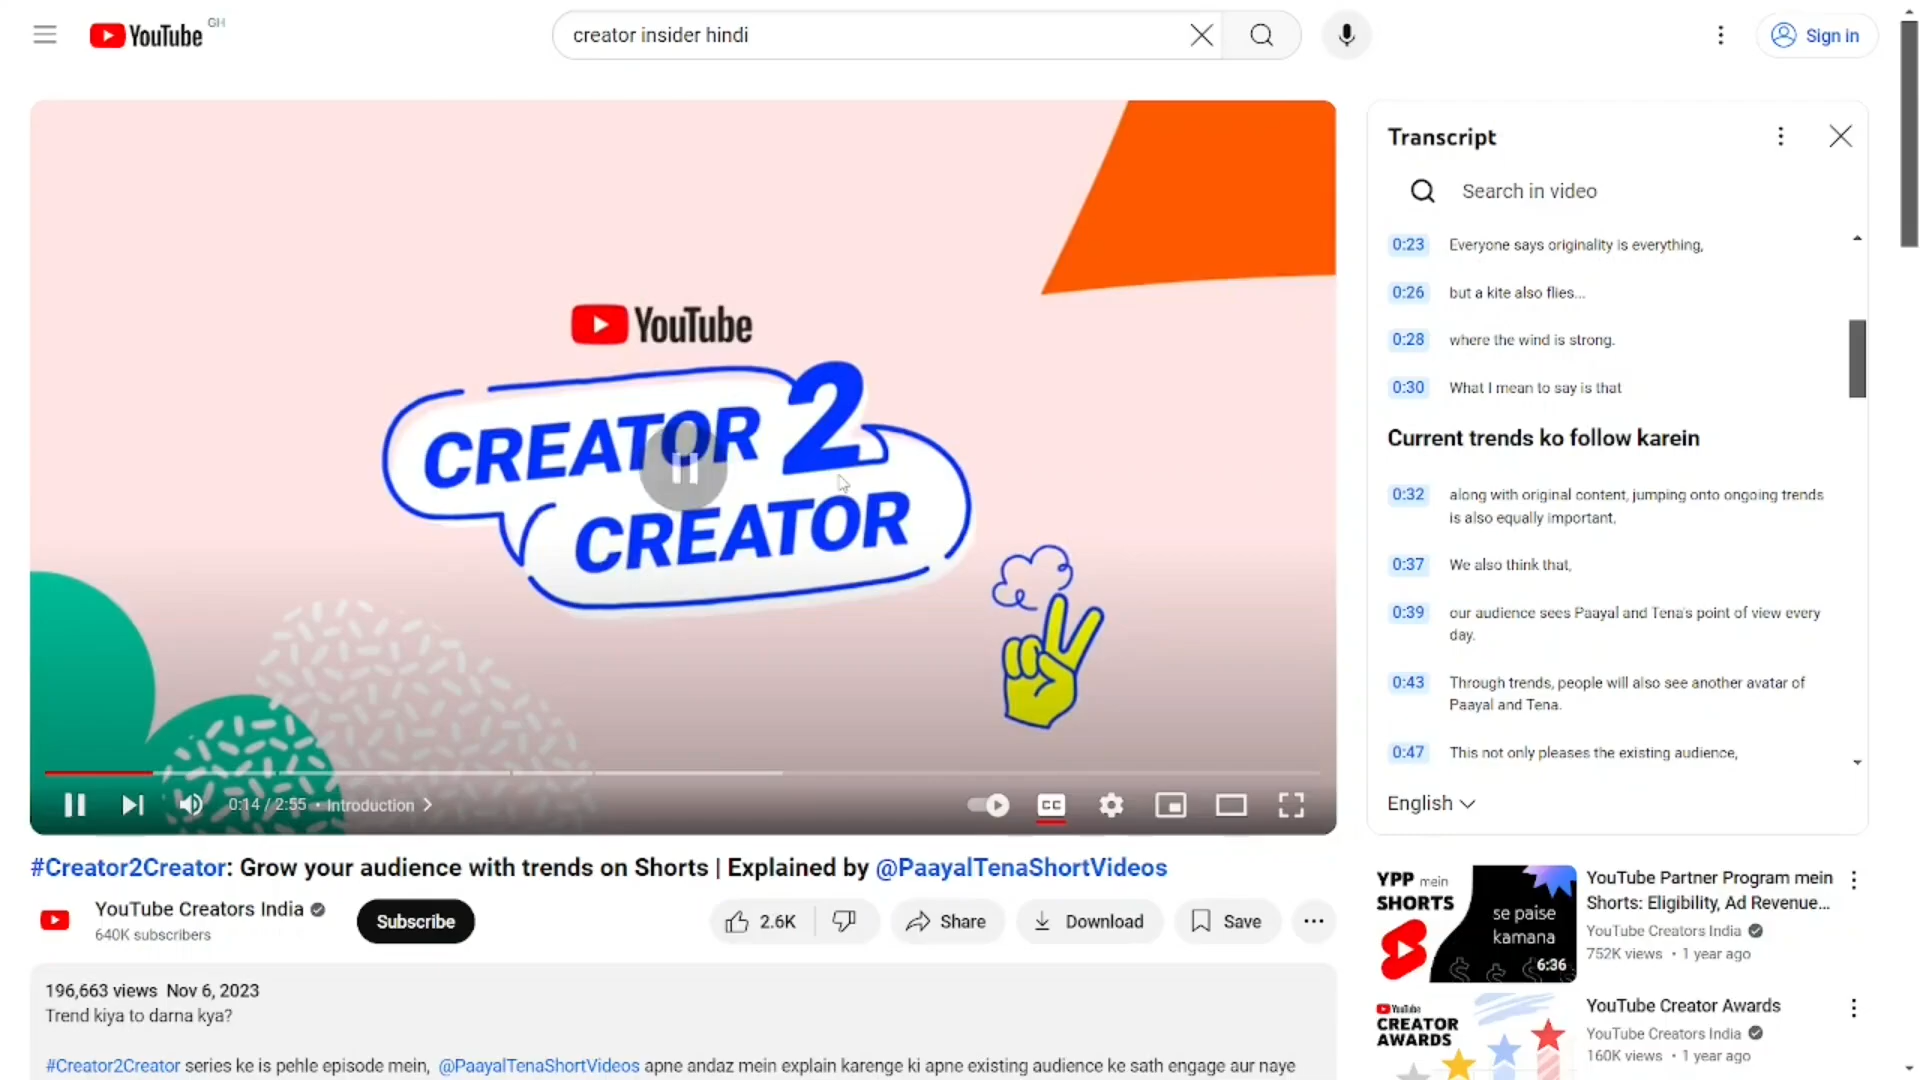 YouTube GH
creator insider hindi
Sign in
YouTube
CREATOR 2
CREATOR
0:14 / 2:55 • Introduction
CC
Transcript
Search in video
0:23 Everyone says originality is everything,
0:26 but a kite also flies...
0:28 where the wind is strong.
0:30 What I mean to say is that
Current trends ko follow karein
0:32 along with original content, jumping onto ongoing trends
is also equally important.
0:37 We also think that,
0:39 our audience sees Paayal and Tena's point of view every
day.
0:43 Through trends, people will also see another avatar of
Paayal and Tena.
0:47 This not only pleases the existing audience,
English
#Creator2Creator: Grow your audience with trends on Shorts | Explained by @PaayalTenaShortVideos
YouTube Creators India
640K subscribers
Subscribe
2.6K
Share
Download
Save
196,663 views Nov 6, 2023
Trend kiya to darna kya?
#Creator2Creator series ke is pehle episode mein, @PaayalTenaShortVideos apne andaz mein explain karenge ki apne existing audience ke sath engage aur naye
YPP mein
SHORTS
se paise
kamana
6:36
YouTube Partner Program mein
Shorts: Eligibility, Ad Revenue...
YouTube Creators India
752K views • 1 year ago
YouTube
CREATOR
AWARDS
YouTube Creator Awards
YouTube Creators India
160K views • 1 year ago